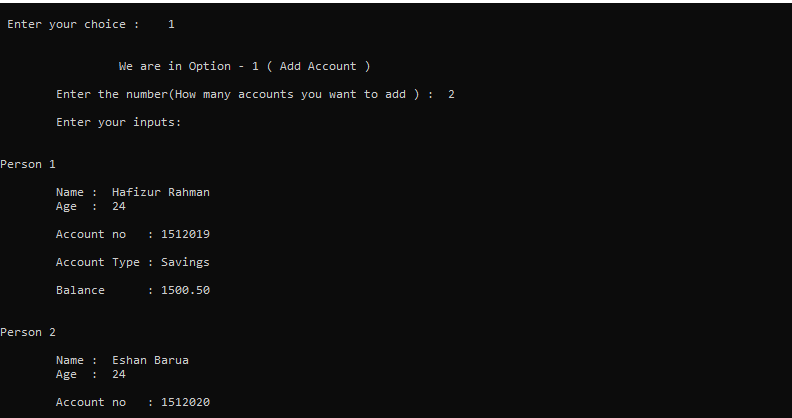 Enter your choice :    1
We are in Option - 1 ( Add Account )
Enter the number(How many accounts you want to add ) :  2
Enter your inputs:
Person 1
Name :  Hafizur Rahman
Age  :  24
Account no   : 1512019
Account Type : Savings
Balance      : 1500.50
Person 2
Name :  Eshan Barua
Age  :  24
Account no   : 1512020